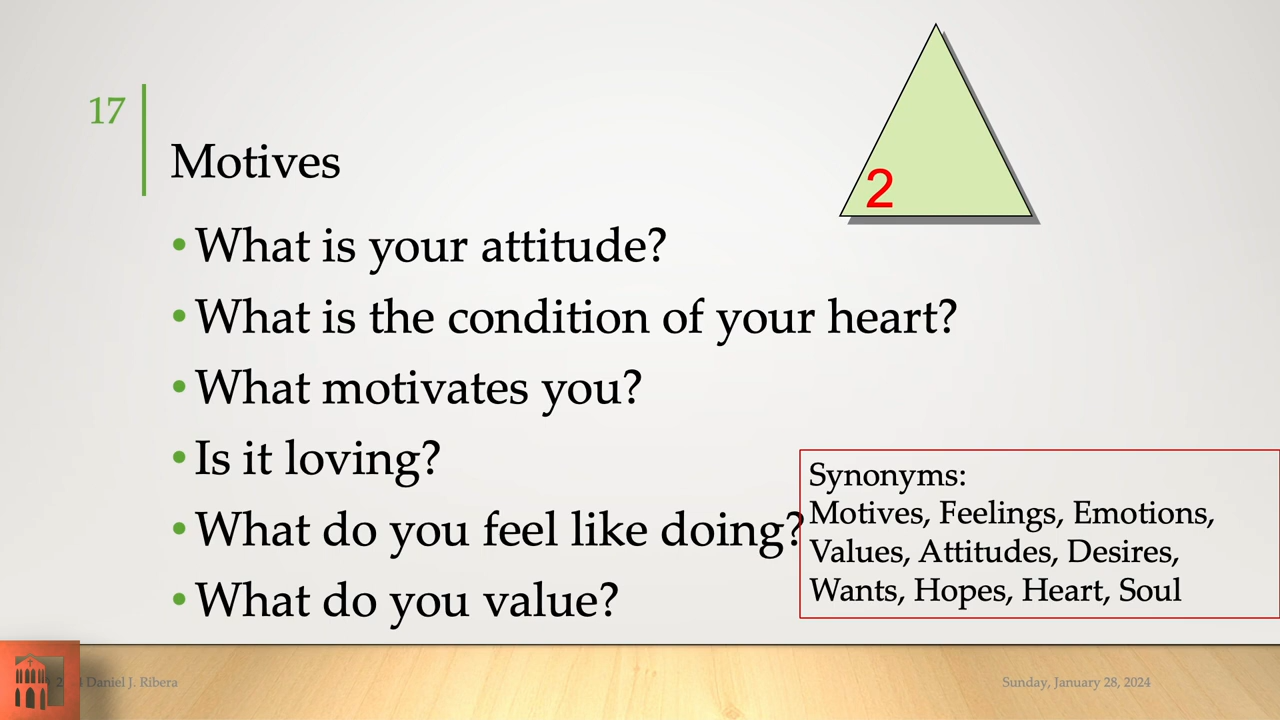 17
Motives
2
• What is your attitude?
• What is the condition of your heart?
• What motivates you?
• Is it loving?
• What do you feel like doing?
• What do you value?
Synonyms:
Motives, Feelings, Emotions,
Values, Attitudes, Desires,
Wants, Hopes, Heart, Soul
Daniel J. Ribera
Sunday, January 28, 2024